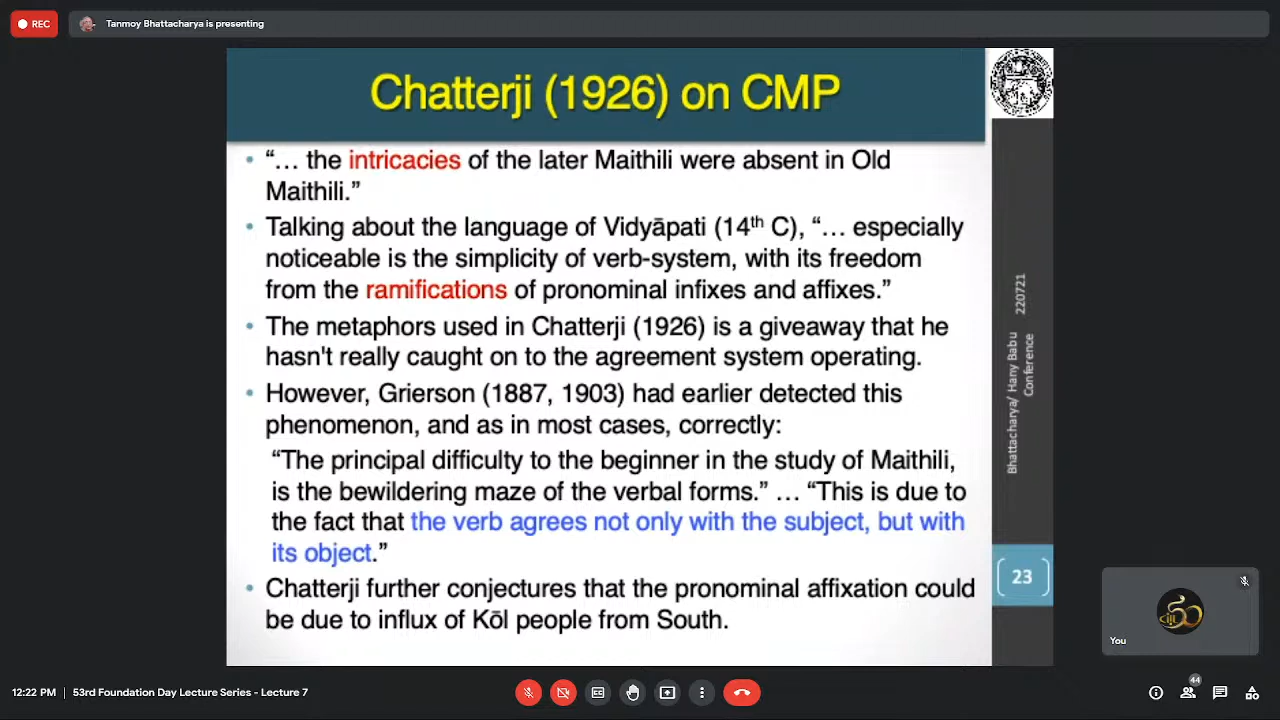 REC
Tanmoy Bhattacharya is presenting
Chatterji (1926) on CMP
• “… the intricacies of the later Maithili were absent in Old
Maithili.”
• Talking about the language of Vidyāpati (14th C), “… especially
noticeable is the simplicity of verb-system, with its freedom
from the ramifications of pronominal infixes and affixes.”
• The metaphors used in Chatterji (1926) is a giveaway that he
hasn't really caught on to the agreement system operating.
• However, Grierson (1887, 1903) had earlier detected this
phenomenon, and as in most cases, correctly:
“The principal difficulty to the beginner in the study of Maithili,
is the bewildering maze of the verbal forms.” … “This is due to
the fact that the verb agrees not only with the subject, but with
its object.”
• Chatterji further conjectures that the pronominal affixation could
be due to influx of Kōl people from South.
Bhattacharya/ Hany Babu 220721
Conference
23
You
12:22 PM | 53rd Foundation Day Lecture Series - Lecture 7
44